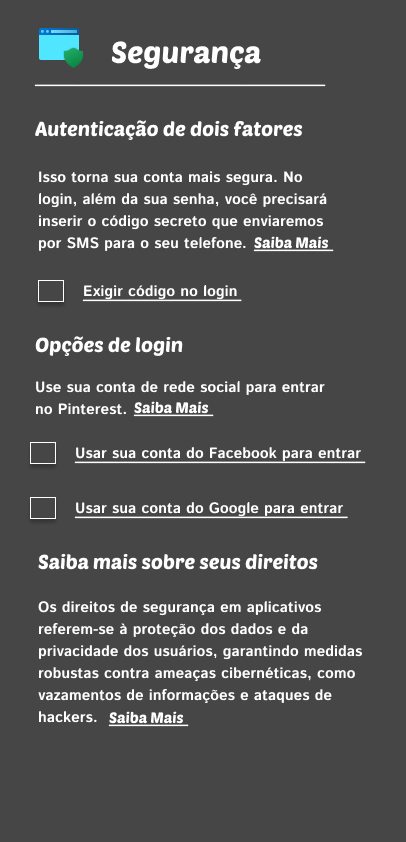 Segurança
Autenticação de dois fatores
Isso torna sua conta mais segura. No
login, além da sua senha, você precisará
inserir o código secreto que enviaremos
por SMS para o seu telefone. Saiba Mais
Exigir código no login
Opções de login
Use sua conta de rede social para entrar
no Pinterest. Saiba Mais
Usar sua conta do Facebook para entrar
Usar sua conta do Google para entrar
Saiba mais sobre seus direitos
Os direitos de segurança em aplicativos
referem-se à proteção dos dados e da
privacidade dos usuários, garantindo medidas
robustas contra ameaças cibernéticas, como
vazamentos de informações e ataques de
hackers. Saiba Mais